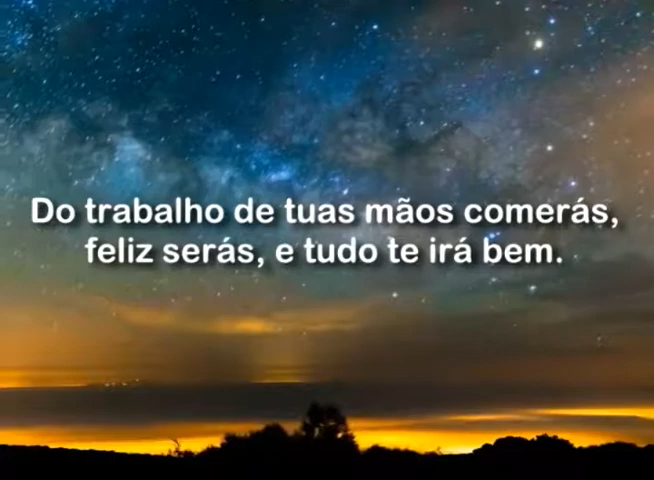 Do trabalho de tuas mãos comerás,
feliz serás, e tudo te irá bem.